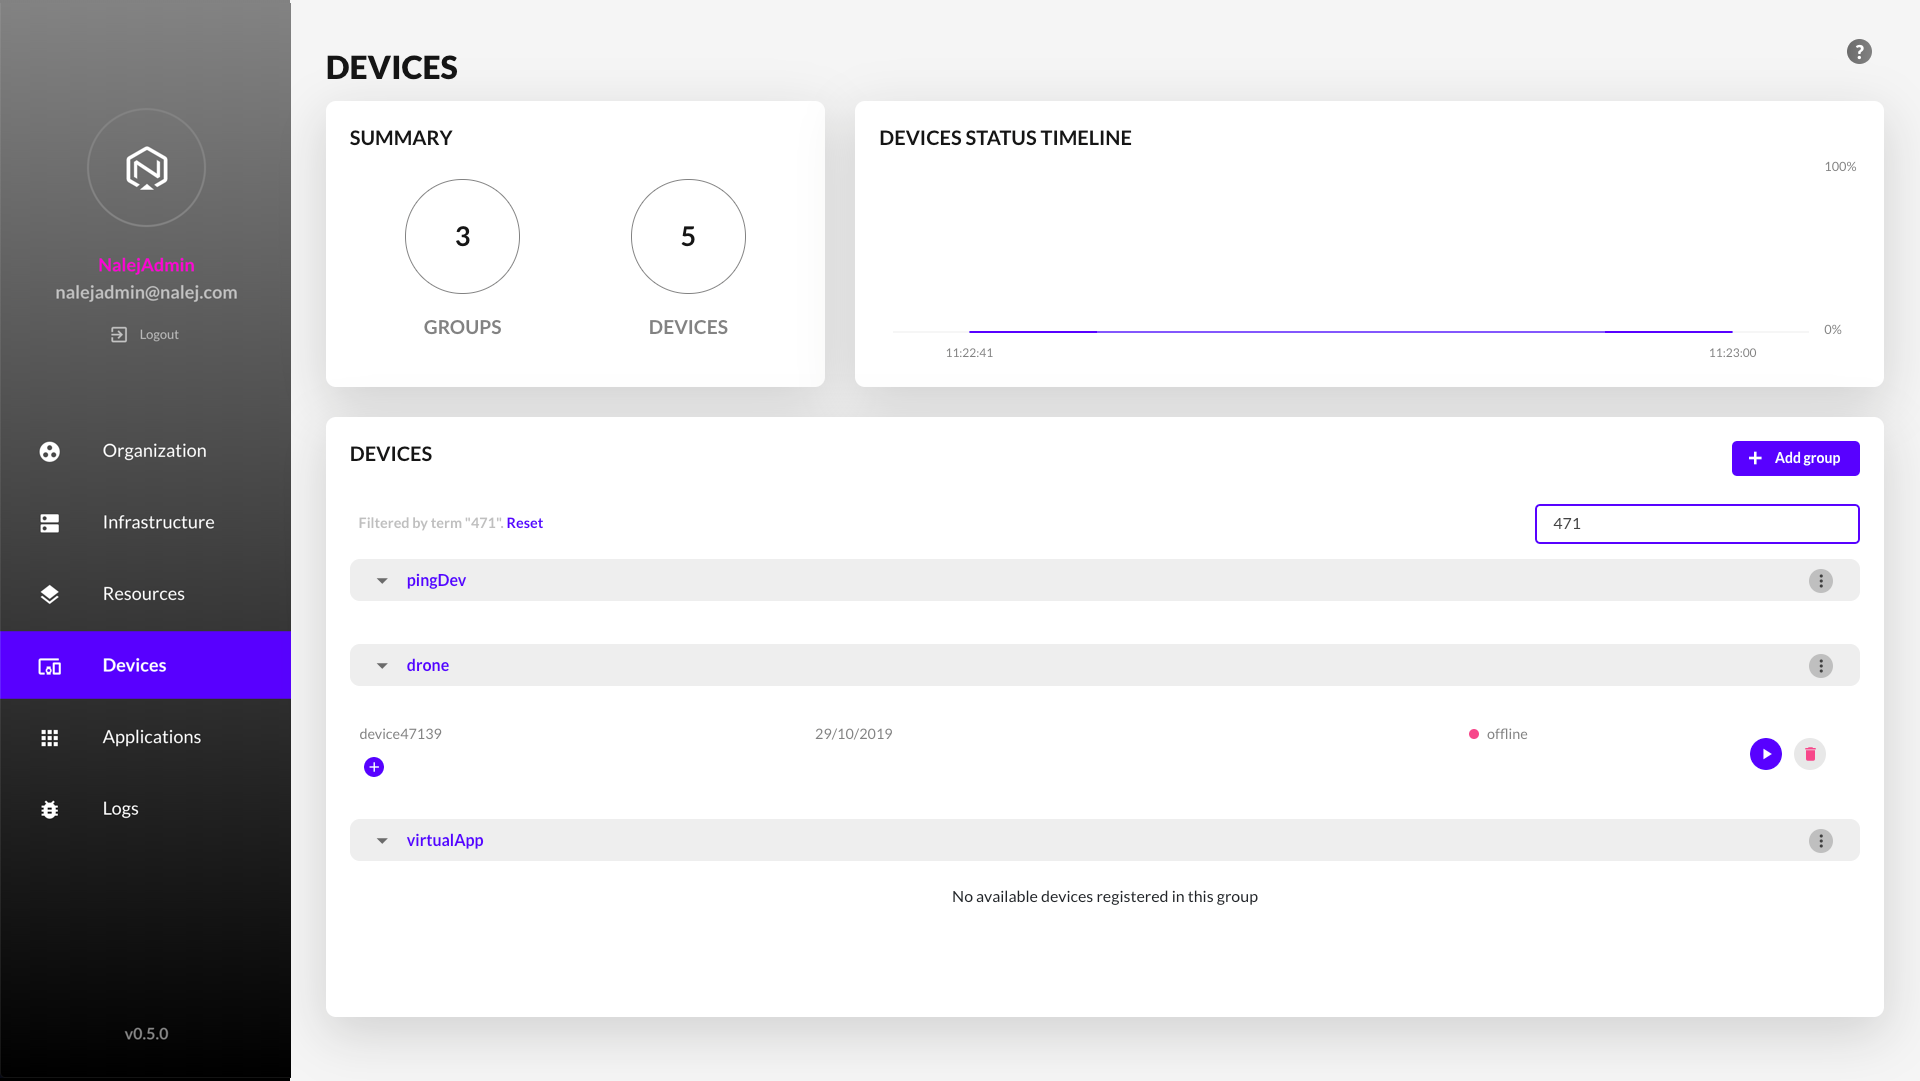 NalejAdmin
nalejadmin@nalej.com
Logout
Organization
Infrastructure
Resources
Devices
Applications
Logs
v0.5.0
DEVICES
?
SUMMARY
3
GROUPS
5
DEVICES
DEVICES STATUS TIMELINE
100%
0%
11:22:41
11:23:00
DEVICES
+ Add group
Filtered by term "471". Reset
471
pingDev
drone
device47139 29/10/2019 offline
virtualApp
No available devices registered in this group